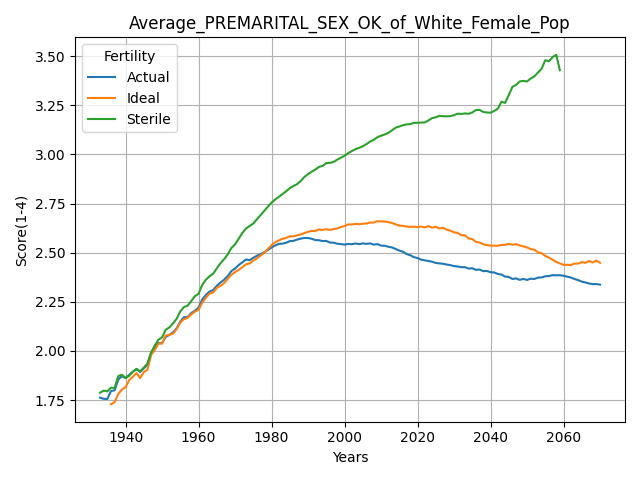 Average_PREMARITAL_SEX_OK_of_White_Female_Pop
Fertility
Actual
Ideal
Sterile
Score(1-4)
3.50
3.25
3.00
2.75
2.50
2.25
2.00
1.75
1940 1960 1980 2000 2020 2040 2060
Years